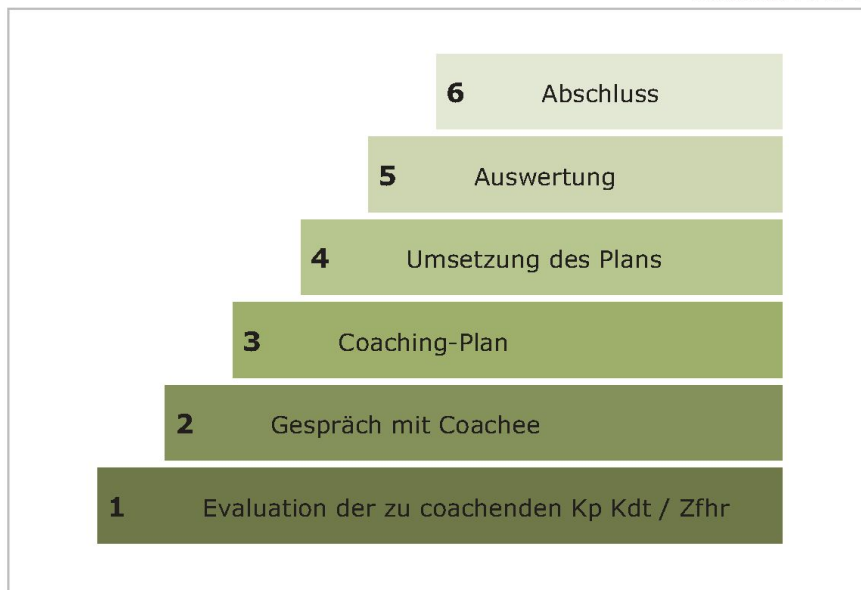 6 Abschluss
5 Auswertung
4 Umsetzung des Plans
3 Coaching-Plan
2 Gespräch mit Coachee
1 Evaluation der zu coachenden Kp Kdt / Zfhr